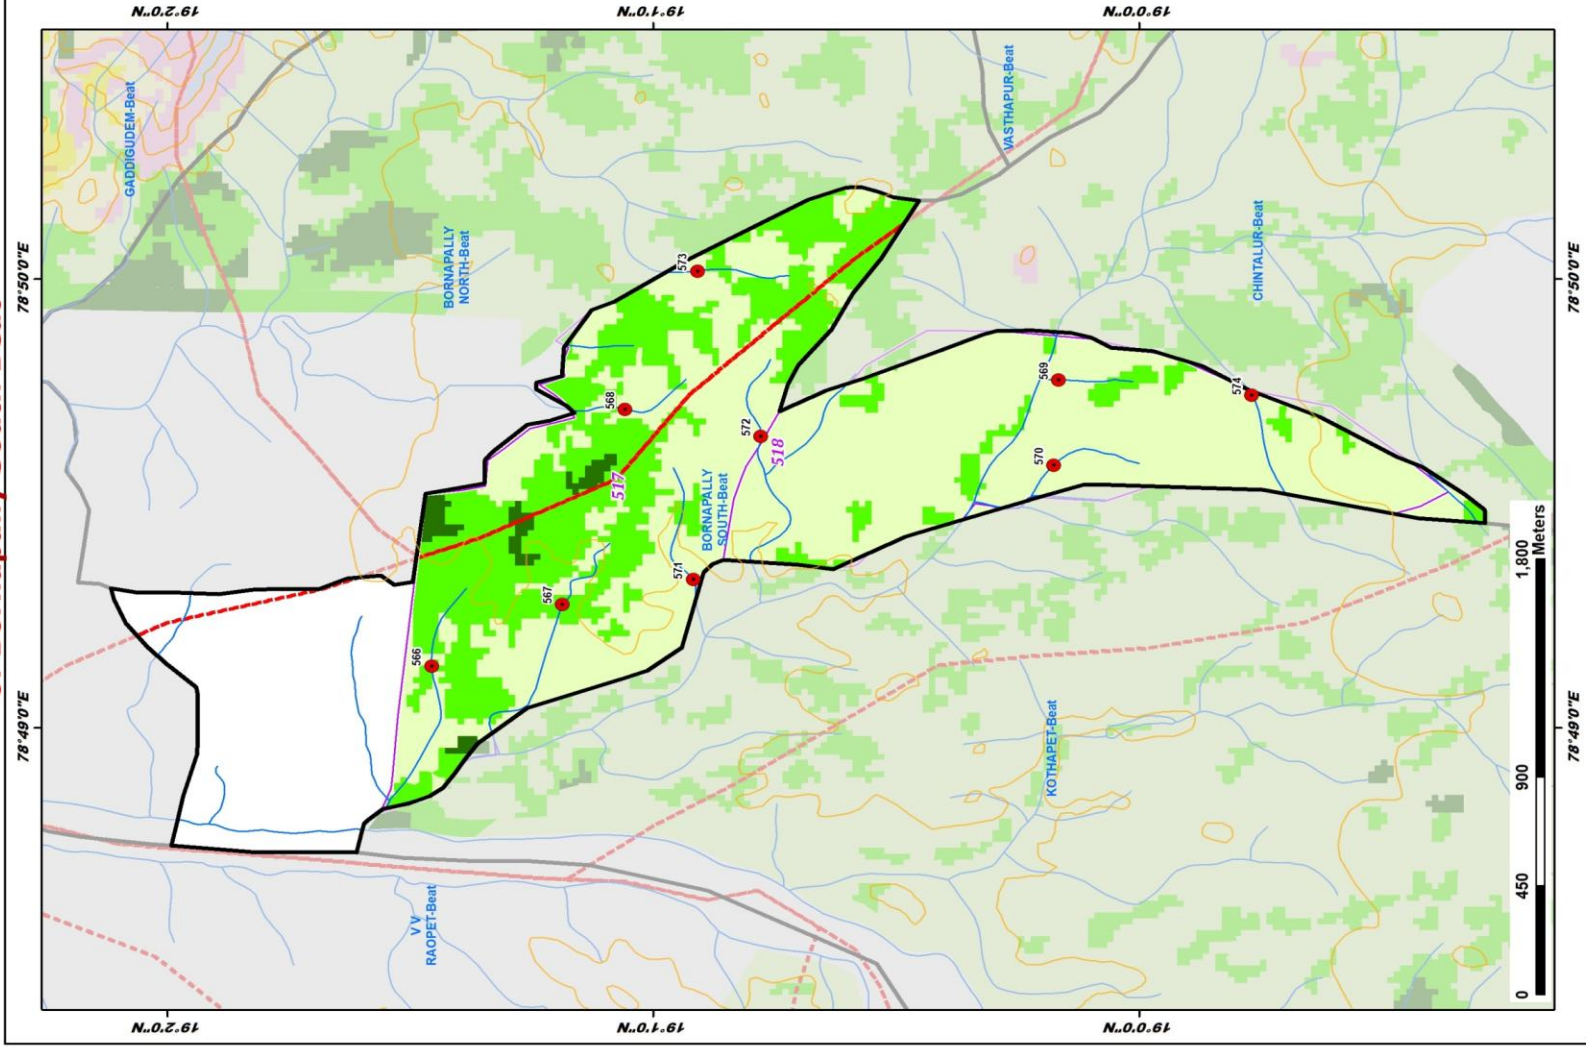 19°2'0"N
19°1'0"N
19°0'0"N
GADDIGUDEM-Beat
BORNAPALLY
NORTH-Beat
VASTHAPUR-Beat
78°50'0"E
78°50'0"E
573
568
569
574
572
518
570
517
BORNAPALLY
SOUTH-Beat
CHINTALUR-Beat
571
567
566
78°49'0"E
78°49'0"E
KOTHAPET-Beat
V V
RAOPET-Beat
0 450 900 1,800
Meters
19°2'0"N
19°1'0"N
19°0'0"N